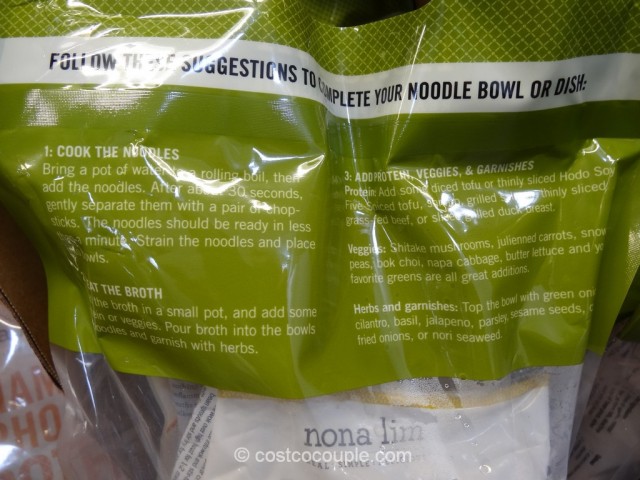 FOLLOW THESE SUGGESTIONS TO COMPLETE YOUR NOODLE BOWL OR DISH:
1: COOK THE NOODLES
Bring a pot of water rolling boil, then
add the noodles. After 30 seconds,
gently separate them with a pair of chop-
sticks. The noodles should be ready in less
minute. Strain the noodles and place
bowls.
EAT THE BROTH
the broth in a small pot, and add some
or veggies. Pour broth into the bowls
noodles and garnish with herbs.
3: ADD PROTEIN, VEGGIES, & GARNISHES
Protein: Add some diced tofu or thinly sliced Hodo Soy
Five Spiced tofu, grilled thinly sliced
grass-fed beef, or grilled duck breast.
Veggies: Shitake mushrooms, julienned carrots, snow
peas, bok choi, napa cabbage, butter lettuce and yo
favorite greens are all great additions.
Herbs and garnishes: Top the bowl with green oni
cilantro, basil, jalapeno, parsley, sesame seeds,
fried onions, or nori seaweed.
nona lim
PHO
© costcocouple.com